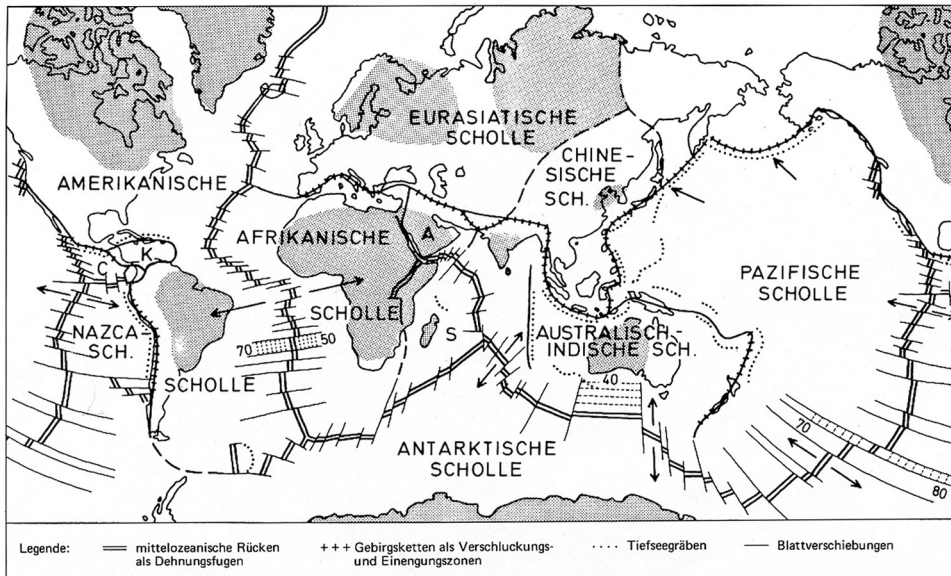 EURASIATISCHE
SCHOLLE
CHINE-
SISCHE
SCH.
AMERIKANISCHE
AFRIKANISCHE
A
K
C
PAZIFISCHE
SCHOLLE
NAZCA-
SCH.
SCHOLLE
S
AUSTRALISCH-
INDISCHE SCH.
70
50
40
SCHOLLE
ANTARKTISCHE
SCHOLLE
70
80
Legende:
mittelozeanische Rücken
als Dehnungsfugen
+++ Gebirgsketten als Verschluckungs-
und Einengungszonen
Tiefseegräben
Blattverschiebungen